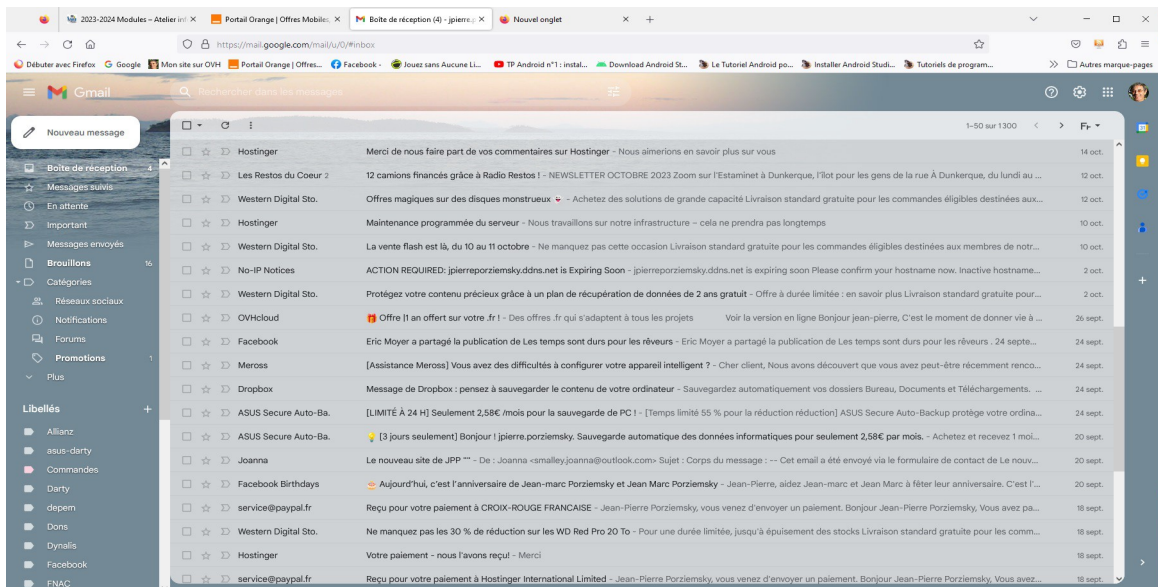 2023-2024 Modules – Atelier inf
Portail Orange | Offres Mobiles,
Boîte de réception (4) - jpierre.p
Nouvel onglet
https://mail.google.com/mail/u/0/#inbox
Débuter avec Firefox
Google
Mon site sur OVH
Portail Orange | Offres...
Facebook -
Jouez sans Aucune Li...
TP Android n°1 : instal...
Download Android St...
Le Tutoriel Android po...
Installer Android Studi...
Tutoriels de program...
Autres marque-pages
Gmail
Rechercher dans les messages
Nouveau message
1–50 sur 1300
Fr
Boîte de réception 4
Messages suivis
En attente
Important
Messages envoyés
Brouillons 16
Catégories
Réseaux sociaux
Notifications
Forums
Promotions 1
Plus
Libellés
Allianz
asus-darty
Commandes
Darty
depem
Dons
Dynalis
Facebook
FNAC
Hostinger Merci de nous faire part de vos commentaires sur Hostinger - Nous aimerions en savoir plus sur vous 14 oct.
Les Restos du Coeur 2 12 camions financés grâce à Radio Restos ! - NEWSLETTER OCTOBRE 2023 Zoom sur l'Estaminet à Dunkerque, l'îlot pour les gens de la rue À Dunkerque, du lundi au ... 12 oct.
Western Digital Sto. Offres magiques sur des disques monstrueux - Achetez des solutions de grande capacité Livraison standard gratuite pour les commandes éligibles destinées aux... 12 oct.
Hostinger Maintenance programmée du serveur - Nous travaillons sur notre infrastructure – cela ne prendra pas longtemps 10 oct.
Western Digital Sto. La vente flash est là, du 10 au 11 octobre - Ne manquez pas cette occasion Livraison standard gratuite pour les commandes éligibles destinées aux membres de notr... 10 oct.
No-IP Notices ACTION REQUIRED: jpierreporziemsky.ddns.net is Expiring Soon - jpierreporziemsky.ddns.net is expiring soon Please confirm your hostname now. Inactive hostname... 2 oct.
Western Digital Sto. Protégez votre contenu précieux grâce à un plan de récupération de données de 2 ans gratuit - Offre à durée limitée : en savoir plus Livraison standard gratuite pour... 2 oct.
OVHcloud 🎁 Offre |1 an offert sur votre .fr ! - Des offres .fr qui s'adaptent à tous les projets Voir la version en ligne Bonjour jean-pierre, C'est le moment de donner vie à ... 26 sept.
Facebook Eric Moyer a partagé la publication de Les temps sont durs pour les rêveurs - Eric Moyer a partagé la publication de Les temps sont durs pour les rêveurs . 24 septe... 24 sept.
Meross [Assistance Meross] Vous avez des difficultés à configurer votre appareil intelligent ? - Cher client, Nous avons découvert que vous avez peut-être récemment renco... 24 sept.
Dropbox Message de Dropbox : pensez à sauvegarder le contenu de votre ordinateur - Sauvegardez automatiquement vos dossiers Bureau, Documents et Téléchargements. ... 24 sept.
ASUS Secure Auto-Ba. [LIMITÉ À 24 H] Seulement 2,58€ /mois pour la sauvegarde de PC ! - [Temps limité 55 % pour la réduction réduction] ASUS Secure Auto-Backup protège votre ordina... 24 sept.
ASUS Secure Auto-Ba. 💡 [3 jours seulement] Bonjour ! jpierre.porziemsky. Sauvegarde automatique des données informatiques pour seulement 2,58€ par mois. - Achetez et recevez 1 moi... 20 sept.
Joanna Le nouveau site de JPP "" - De : Joanna <smalley.joanna@outlook.com> Sujet : Corps du message : -- Cet email a été envoyé via le formulaire de contact de Le nouv... 20 sept.
Facebook Birthdays 🎂 Aujourd'hui, c'est l'anniversaire de Jean-marc Porziemsky et Jean Marc Porziemsky - Jean-Pierre, aidez Jean-marc et Jean Marc à fêter leur anniversaire. C'est l'... 20 sept.
service@paypal.fr Reçu pour votre paiement à CROIX-ROUGE FRANCAISE - Jean-Pierre Porziemsky, vous venez d'envoyer un paiement. Bonjour Jean-Pierre Porziemsky, Vous avez pa... 18 sept.
Western Digital Sto. Ne manquez pas les 30 % de réduction sur les WD Red Pro 20 To - Pour une durée limitée, jusqu'à épuisement des stocks Livraison standard gratuite pour les comm... 18 sept.
Hostinger Votre paiement - nous l'avons reçu! - Merci 18 sept.
service@paypal.fr Reçu pour votre paiement à Hostinger International Limited - Jean-Pierre Porziemsky, vous venez d'envoyer un paiement. Bonjour Jean-Pierre Porziemsky, Vous avez... 18 sept.